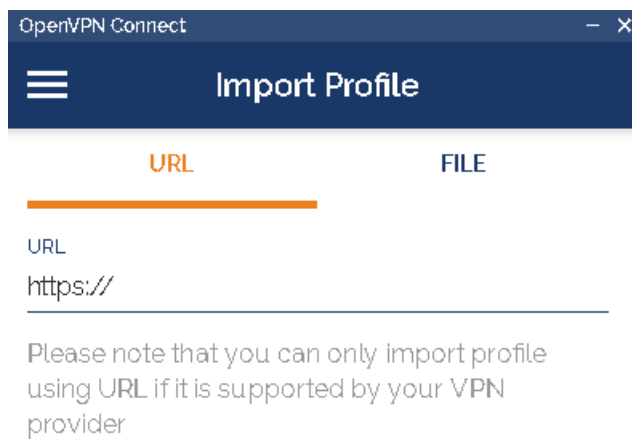 OpenVPN Connect
Import Profile
URL FILE
URL
https://
Please note that you can only import profile
using URL if it is supported by your VPN
provider